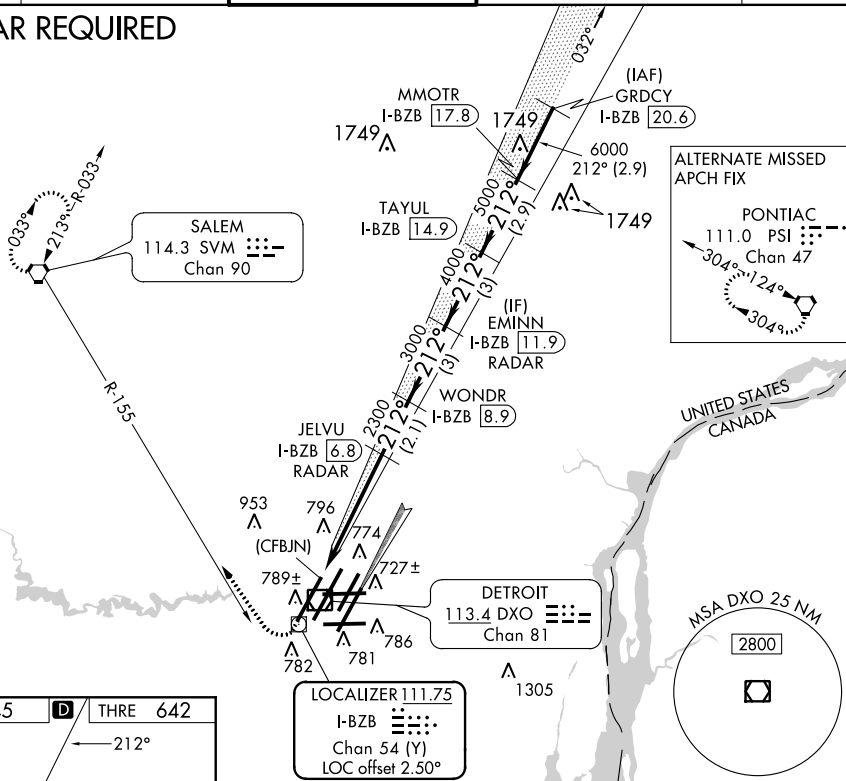 AR REQUIRED
032°
(IAF)
GRDCY
I-BZB 20.6
MMOTR
I-BZB 17.8
1749
1749
6000
212° (2.9)
1749
ALTERNATE MISSED
APCH FIX
PONTIAC
111.0 PSI
Chan 47
304°
124°
304°
R-033
033°
213°
SALEM
114.3 SVM
Chan 90
TAYUL
I-BZB 14.9
5000
212°
(2.9)
4000
212°
(3)
(IF)
EMINN
I-BZB 11.9
RADAR
3000
212°
(3)
WONDR
I-BZB 8.9
2300
212°
(2.1)
JELVU
I-BZB 6.8
RADAR
R-155
UNITED STATES
CANADA
953
796
774
(CFBJN)
789±
727±
DETROIT
113.4 DXO
Chan 81
782
781
786
1305
LOCALIZER 111.75
I-BZB
Chan 54 (Y)
LOC offset 2.50°
MSA DXO 25 NM
2800
5
D
THRE 642
212°